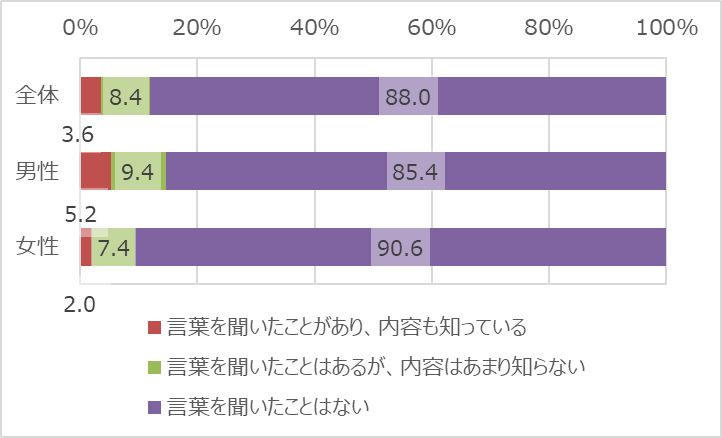 0% 20% 40% 60% 80% 100%
全体 8.4 88.0
3.6
男性 9.4 85.4
5.2
女性 7.4 90.6
2.0
言葉を聞いたことがあり、内容も知っている
言葉を聞いたことはあるが、内容はあまり知らない
言葉を聞いたことはない